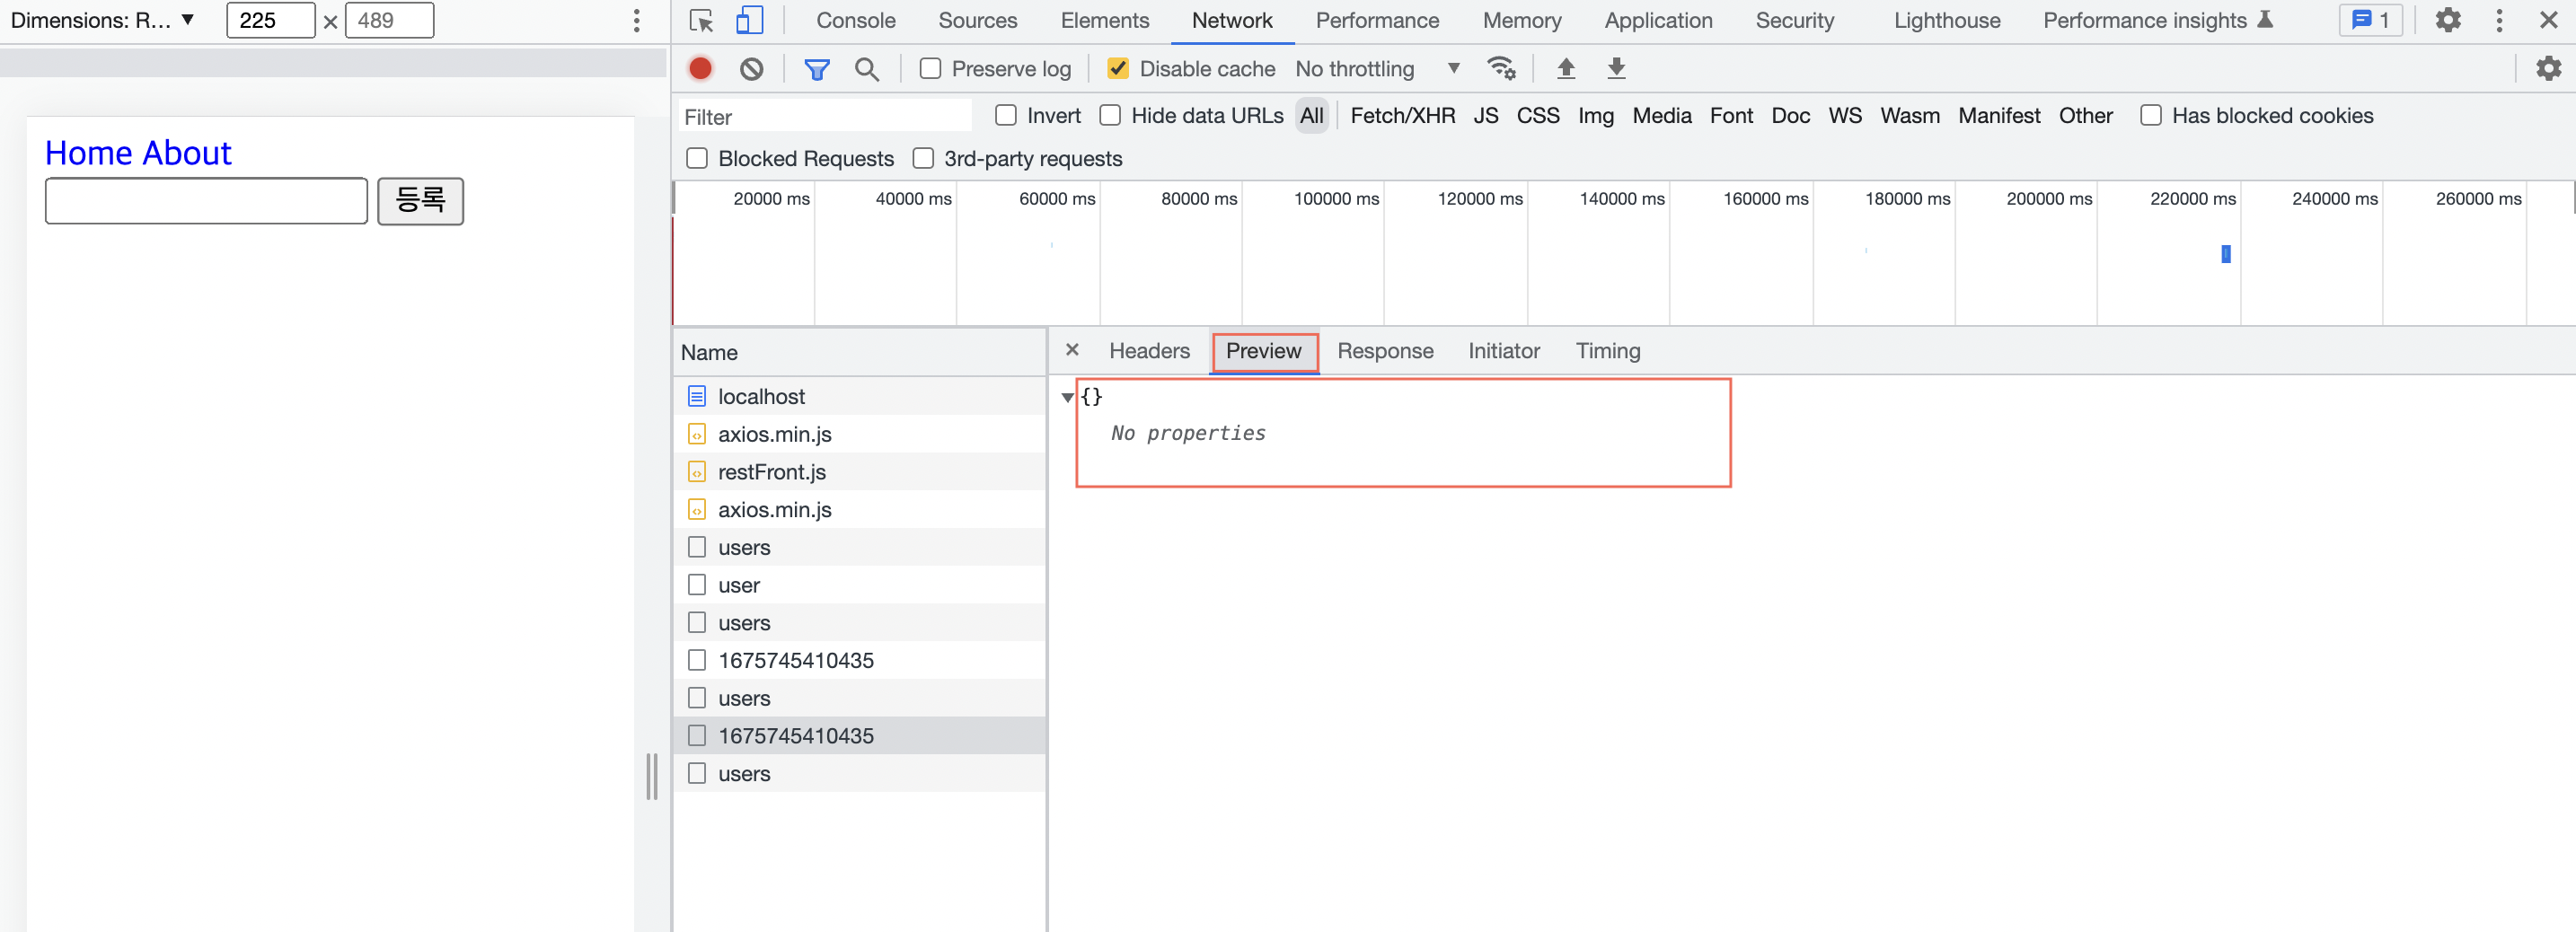 Dimensions: R... ▼ 225 × 489
Console Sources Elements Network Performance Memory Application Security Lighthouse Performance insights 1
Preserve log Disable cache No throttling ▼
Filter Invert Hide data URLs All Fetch/XHR JS CSS Img Media Font Doc WS Wasm Manifest Other Has blocked cookies
Blocked Requests 3rd-party requests
Home About
등록
20000 ms 40000 ms 60000 ms 80000 ms 100000 ms 120000 ms 140000 ms 160000 ms 180000 ms 200000 ms 220000 ms 240000 ms 260000 ms
Name
localhost
axios.min.js
restFront.js
axios.min.js
users
user
users
1675745410435
users
1675745410435
users
× Headers Preview Response Initiator Timing
▼ {}
No properties